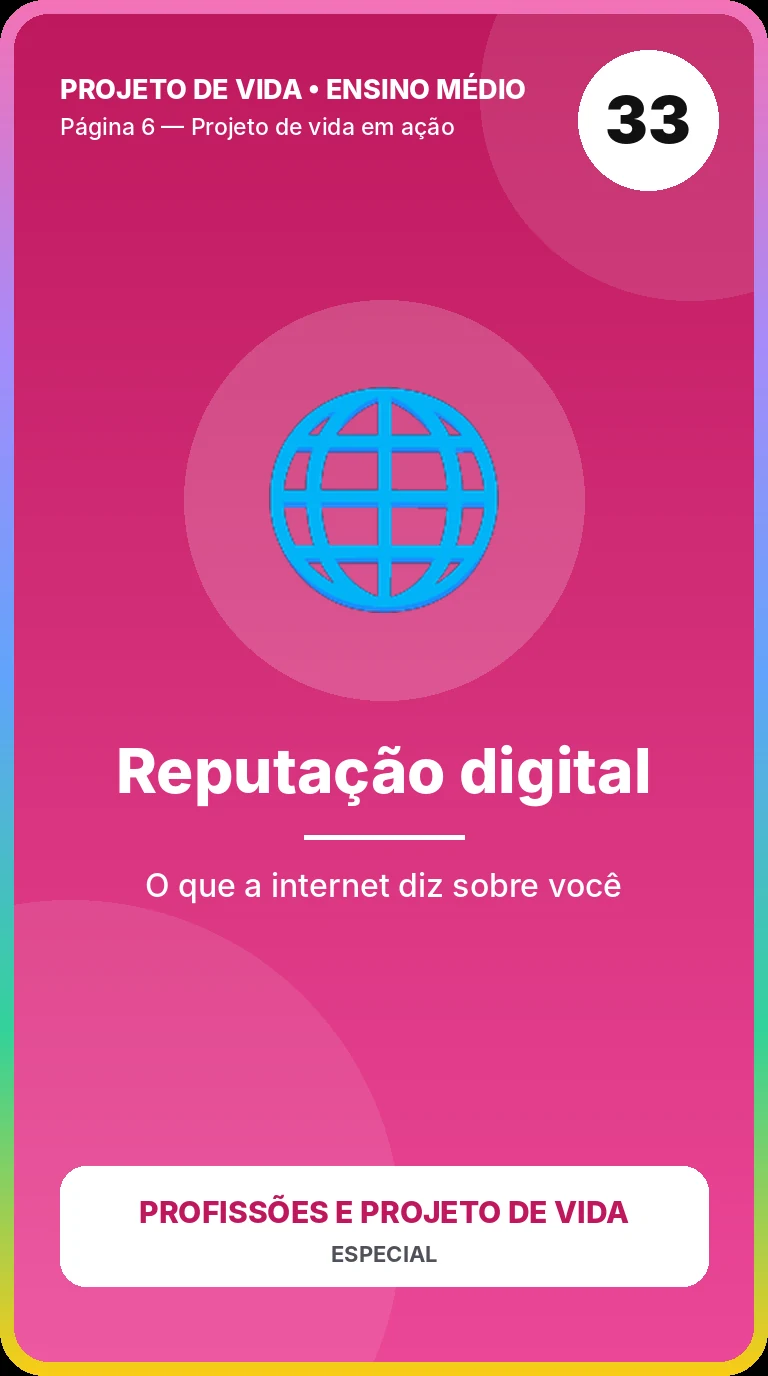 PROJETO DE VIDA • ENSINO MÉDIO
Página 6 — Projeto de vida em ação
33
Reputação digital
O que a internet diz sobre você
PROFISSÕES E PROJETO DE VIDA
ESPECIAL